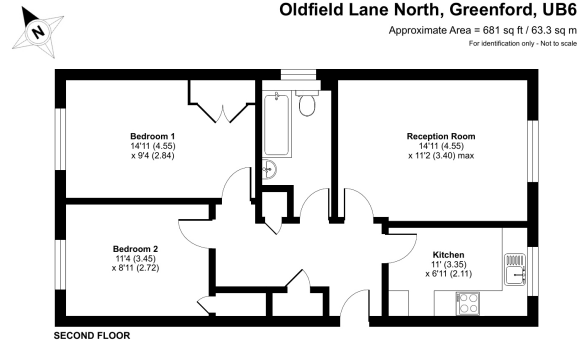 Oldfield Lane North, Greenford, UB6
Approximate Area = 681 sq ft / 63.3 sq m
For identification only - Not to scale
N
Bedroom 1
14'11 (4.55)
x 9'4 (2.84)
Reception Room
14'11 (4.55)
x 11'2 (3.40) max
Bedroom 2
11'4 (3.45)
x 8'11 (2.72)
Kitchen
11' (3.35)
x 6'11 (2.11)
SECOND FLOOR